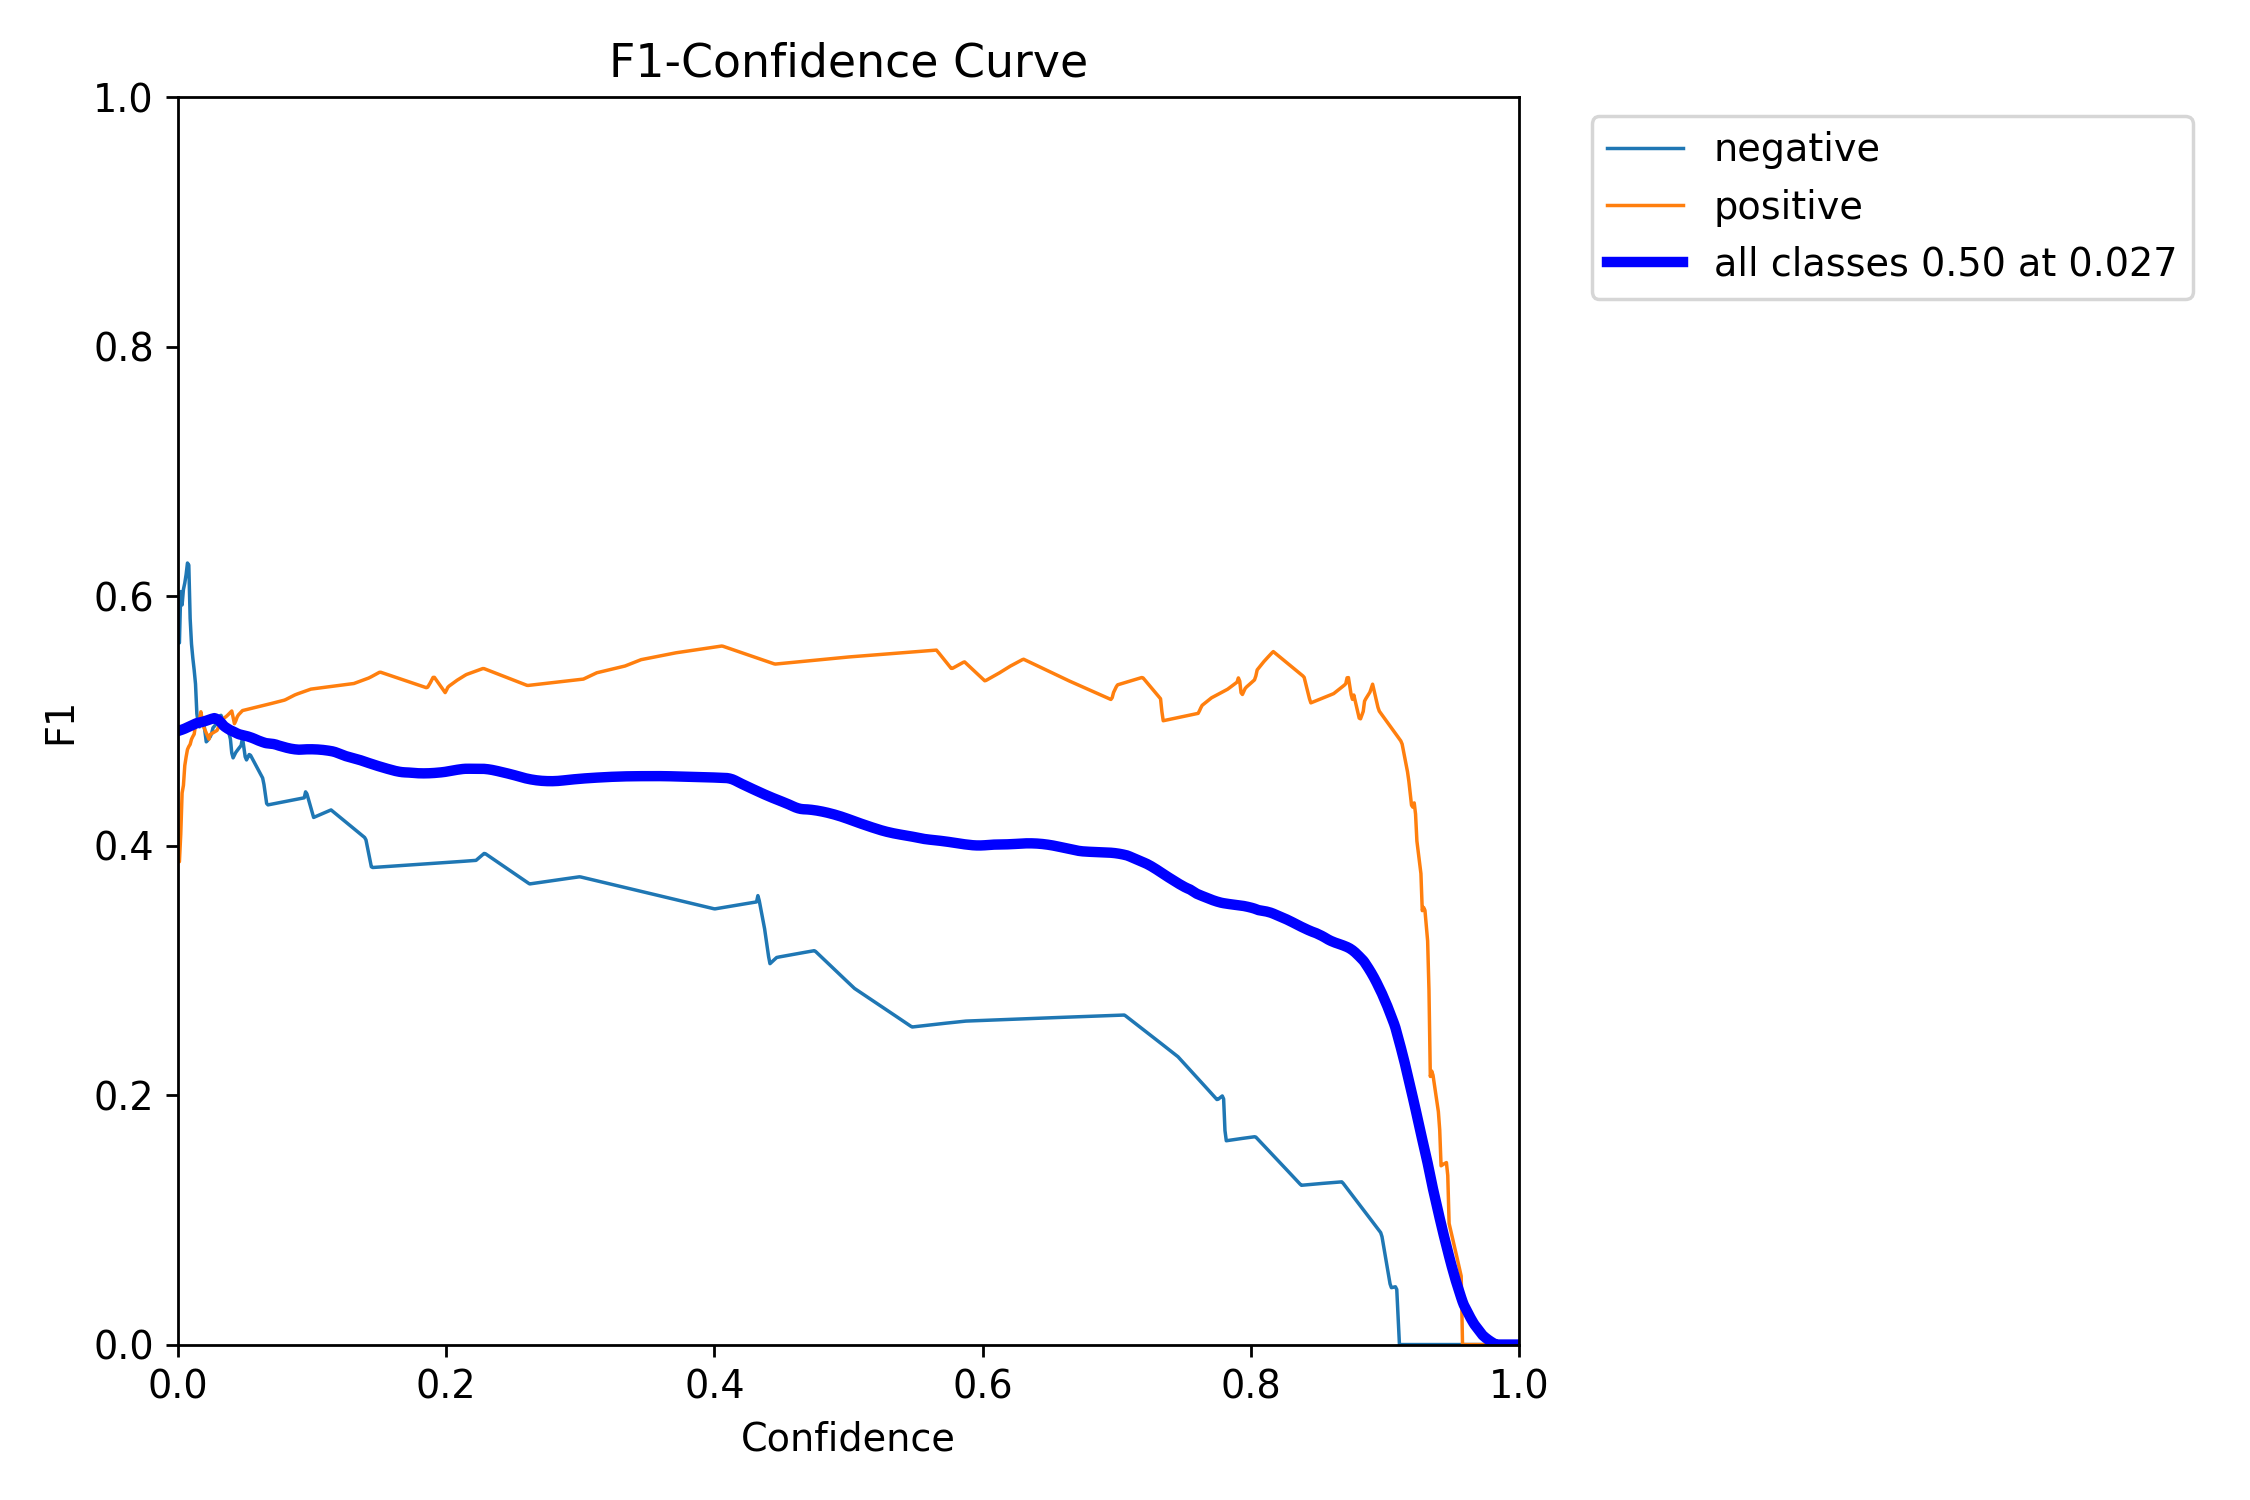 F1-Confidence Curve
1.0
0.8
0.6
0.4
0.2
0.0
F1
0.0 0.2 0.4 0.6 0.8 1.0
Confidence
negative
positive
all classes 0.50 at 0.027